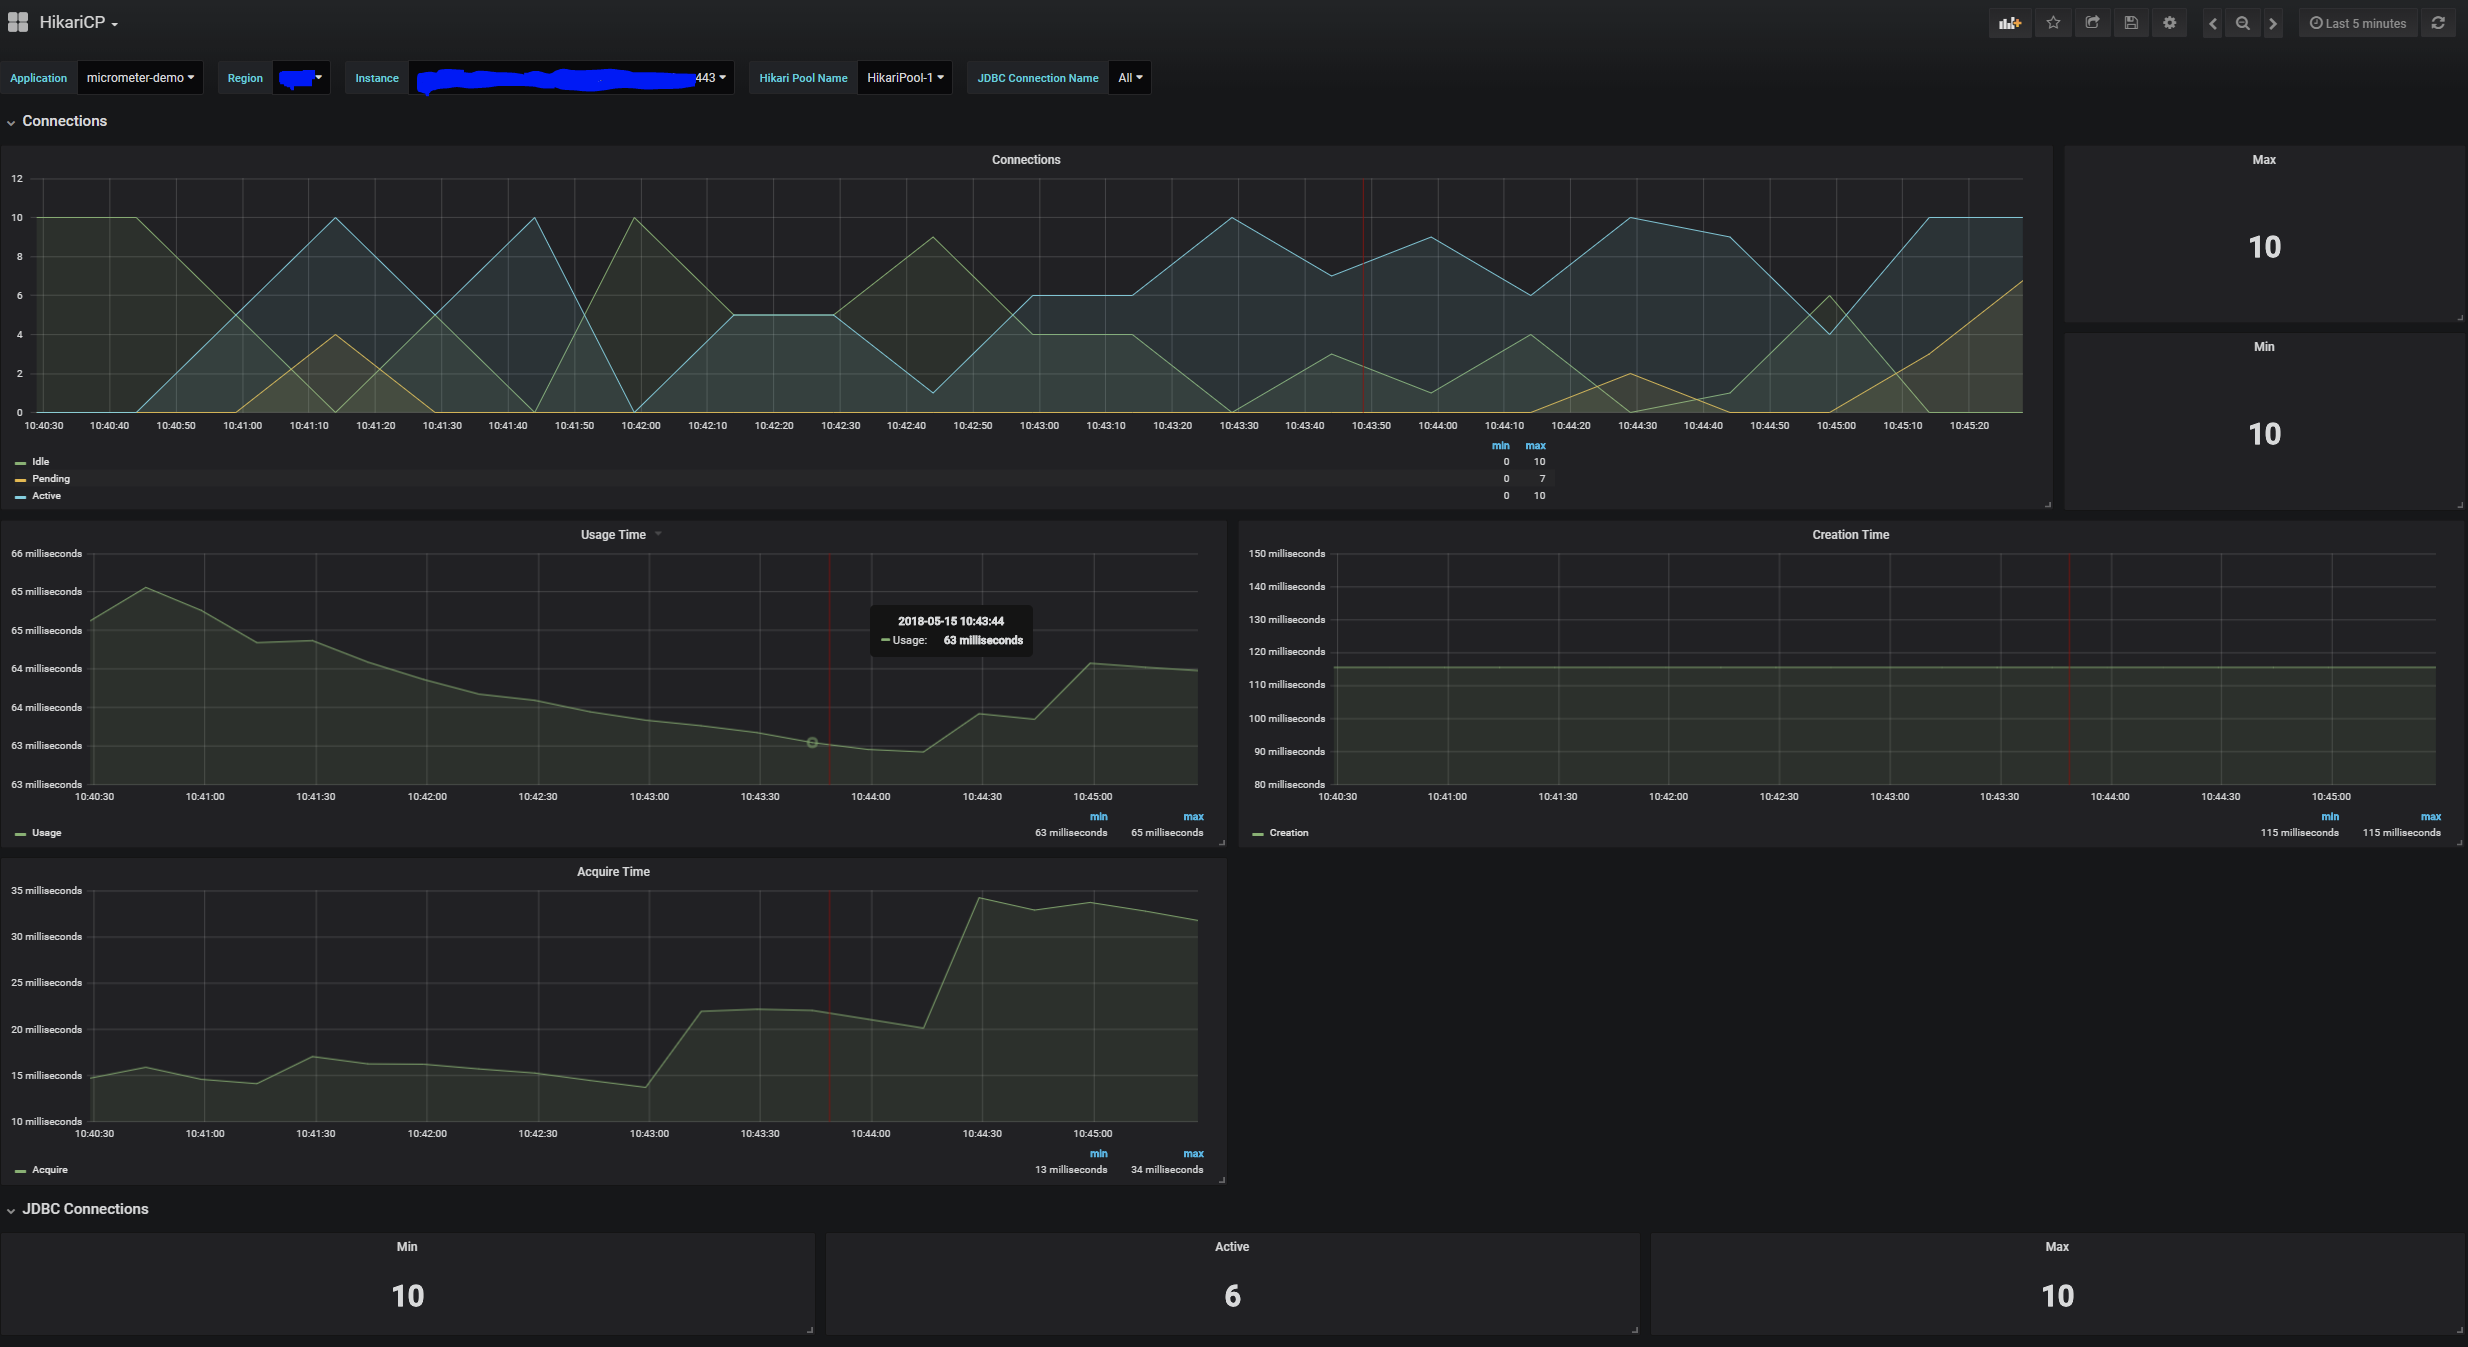 HikariCP
Last 5 minutes
Application micrometer-demo Region Instance 443 Hikari Pool Name HikariPool-1 JDBC Connection Name All
Connections
Connections
12
10
8
6
4
2
0
10:40:30 10:40:40 10:40:50 10:41:00 10:41:10 10:41:20 10:41:30 10:41:40 10:41:50 10:42:00 10:42:10 10:42:20 10:42:30 10:42:40 10:42:50 10:43:00 10:43:10 10:43:20 10:43:30 10:43:40 10:43:50 10:44:00 10:44:10 10:44:20 10:44:30 10:44:40 10:44:50 10:45:00 10:45:10 10:45:20
min max
Idle 0 10
Pending 0 7
Active 0 10
Max
10
Min
10
Usage Time
66 milliseconds
65 milliseconds
65 milliseconds
64 milliseconds
64 milliseconds
63 milliseconds
63 milliseconds
10:40:30 10:41:00 10:41:30 10:42:00 10:42:30 10:43:00 10:43:30 10:44:00 10:44:30 10:45:00
2018-05-15 10:43:44
Usage: 63 milliseconds
min max
Usage 63 milliseconds 65 milliseconds
Creation Time
150 milliseconds
140 milliseconds
130 milliseconds
120 milliseconds
110 milliseconds
100 milliseconds
90 milliseconds
80 milliseconds
10:40:30 10:41:00 10:41:30 10:42:00 10:42:30 10:43:00 10:43:30 10:44:00 10:44:30 10:45:00
min max
Creation 115 milliseconds 115 milliseconds
Acquire Time
35 milliseconds
30 milliseconds
25 milliseconds
20 milliseconds
15 milliseconds
10 milliseconds
10:40:30 10:41:00 10:41:30 10:42:00 10:42:30 10:43:00 10:43:30 10:44:00 10:44:30 10:45:00
min max
Acquire 13 milliseconds 34 milliseconds
JDBC Connections
Min
10
Active
6
Max
10